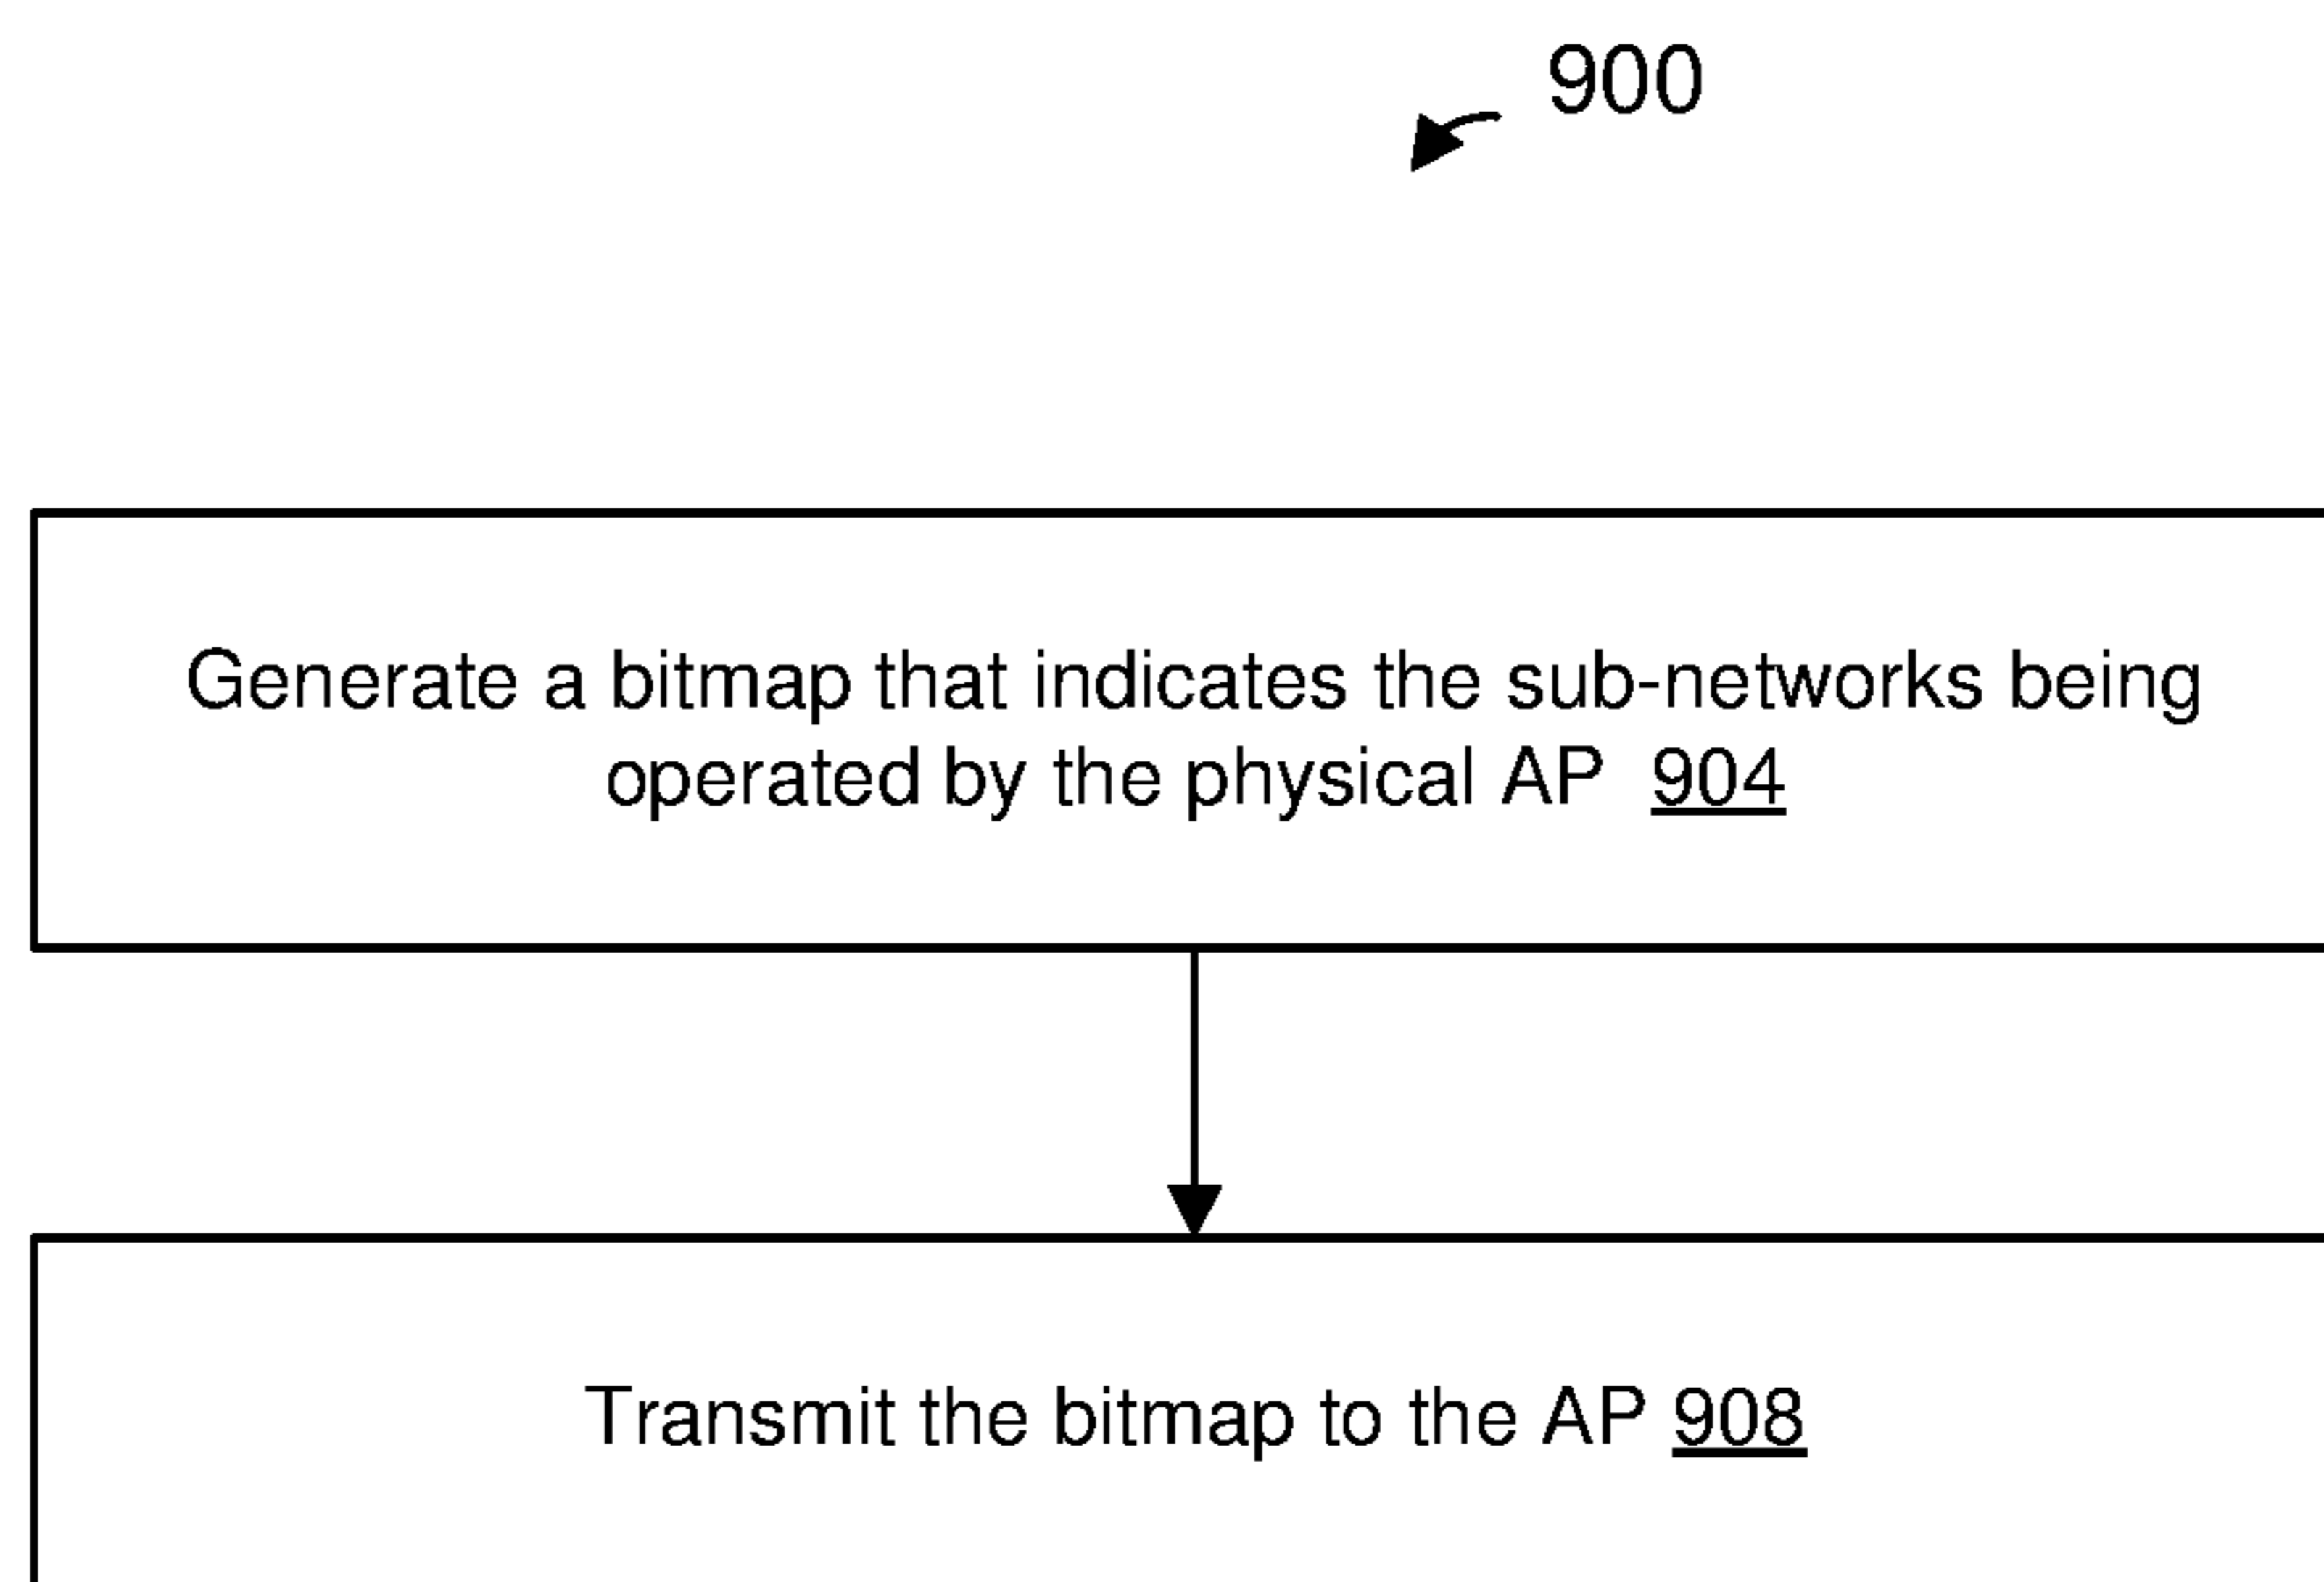 900
Generate a bitmap that indicates the sub-networks being
operated by the physical AP 904
Transmit the bitmap to the AP 908